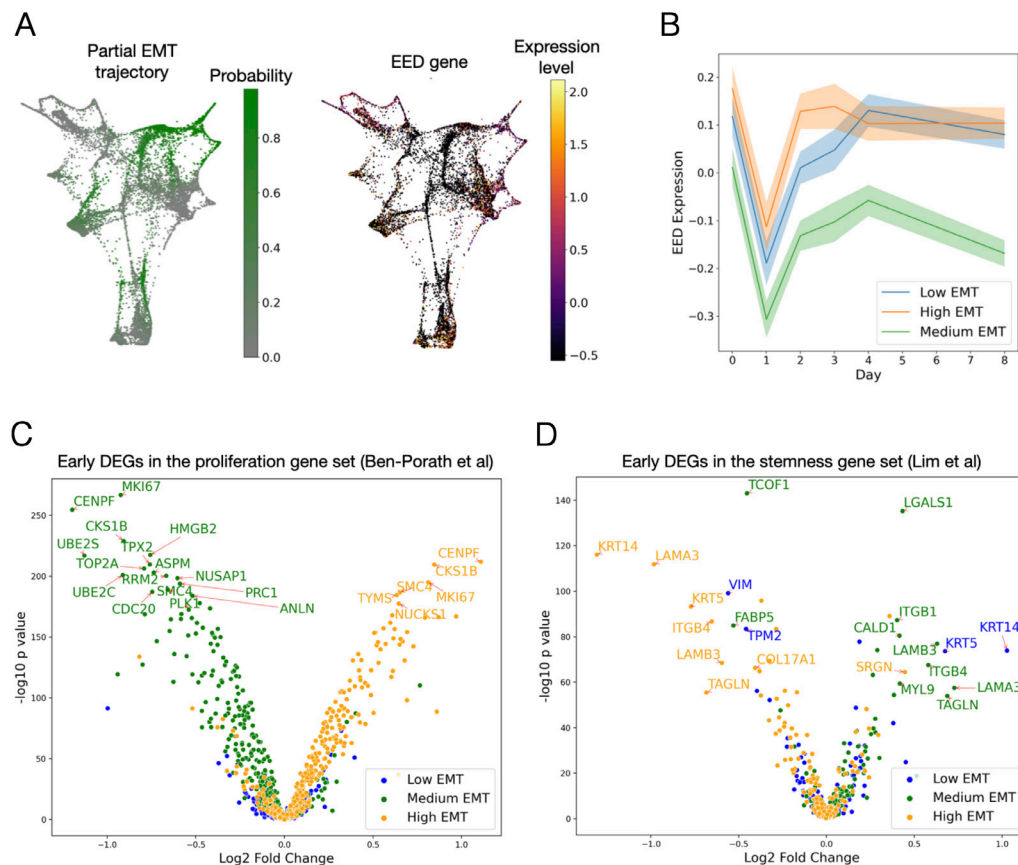 A
Partial EMT
trajectory
Probability
0.8
0.6
0.4
0.2
0.0
EED gene
Expression
level
2.0
1.5
1.0
0.5
0.0
−0.5
B
EED Expression
0.2
0.1
0.0
−0.1
−0.2
−0.3
Low EMT
High EMT
Medium EMT
0 1 2 3 4 5 6 7 8
Day
C
Early DEGs in the proliferation gene set (Ben-Porath et al)
-log10 p value
250
200
150
100
50
0
MKI67
CENPF
CKS1B
HMGB2
UBE2S
TPX2
TOP2A
ASPM
NUSAP1
RRM2
UBE2C
SMC4
PRC1
CDC20
PLK1
ANLN
CENPF
CKS1B
SMC4
MKI67
TYMS
NUCKS1
Low EMT
Medium EMT
High EMT
−1.0 −0.5 0.0 0.5 1.0
Log2 Fold Change
D
Early DEGs in the stemness gene set (Lim et al)
-log10 p value
140
120
100
80
60
40
20
0
TCOF1
LGALS1
KRT14
LAMA3
VIM
KRT5
FABP5
ITGB1
ITGB4
TPM2
CALD1
KRT14
LAMB3
KRT5
LAMB3
COL17A1
SRGN
ITGB4
TAGLN
MYL9
LAMA3
TAGLN
Low EMT
Medium EMT
High EMT
−1.0 −0.5 0.0 0.5 1.0
Log2 Fold Change